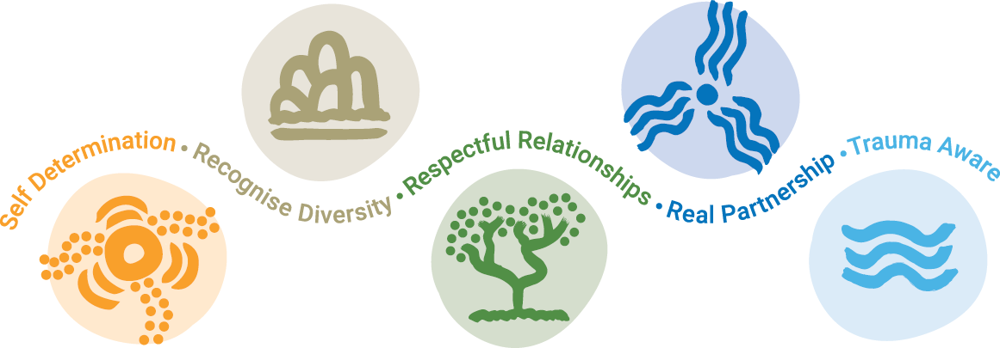 Self Determination • Recognise Diversity • Respectful Relationships • Real Partnership • Trauma Aware